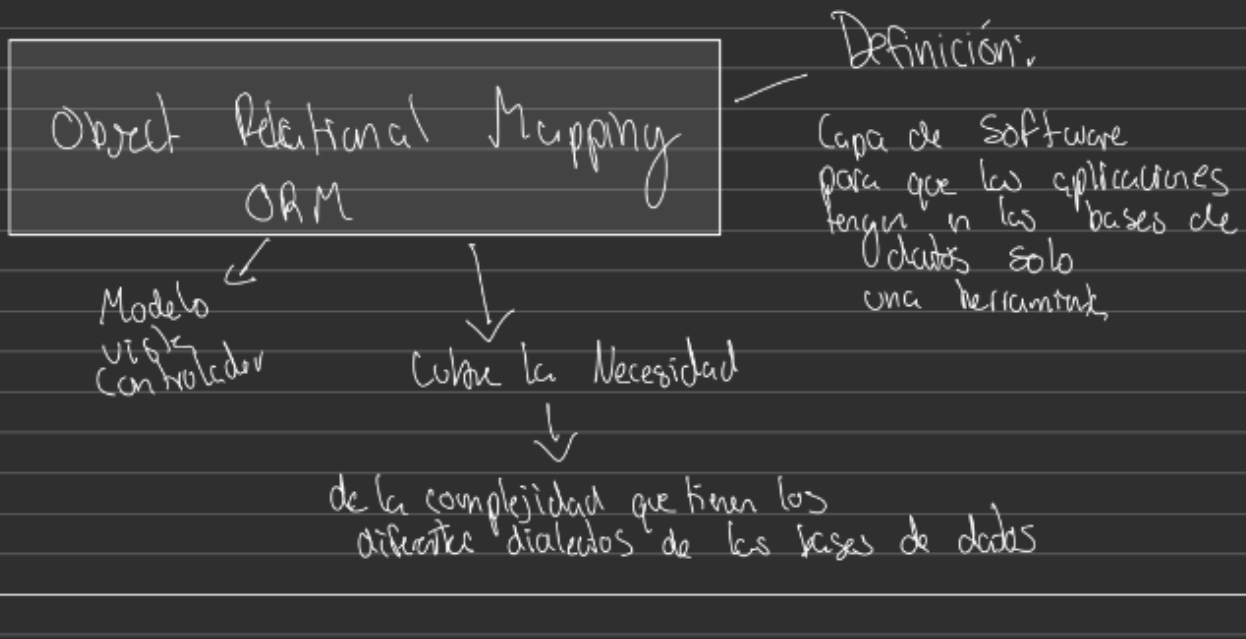 Object Relational Mapping
ORM
Definición:
Capa de Software
para que las aplicaciones
tengan n las bases de
datos solo
una herramienta
Modelo
vista
Controlador
Cubre la Necesidad
de la complejidad que tienen los
diferentes dialectos de las bases de datos